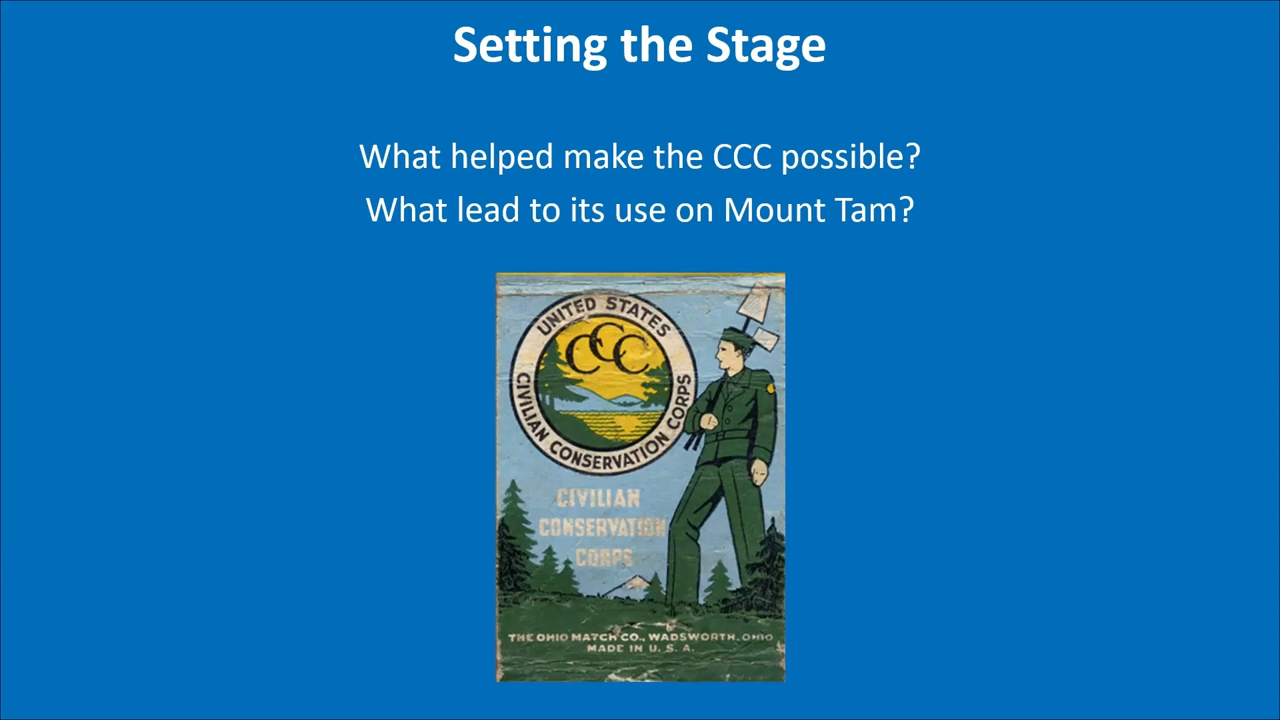 Setting the Stage
What helped make the CCC possible?
What lead to its use on Mount Tam?
UNITED STATES
CCC
CIVILIAN CONSERVATION CORPS
CIVILIAN
CONSERVATION
CORPS
THE OHIO MATCH CO., WADSWORTH, OHIO
MADE IN U. S. A.